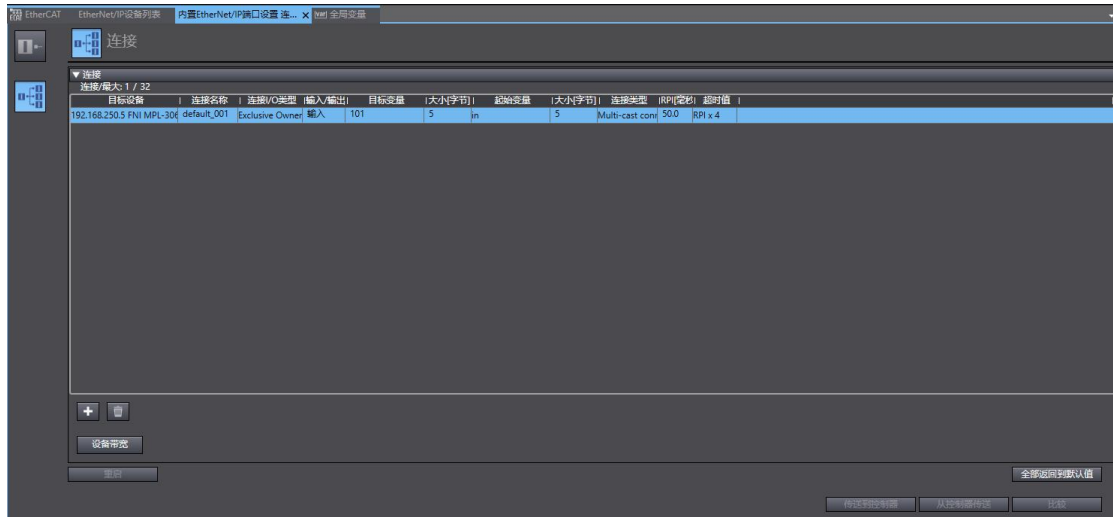 EtherCAT EtherNet/IP设备列表 内置EtherNet/IP端口设置 连... x 全局变量
连接
▼连接
连接/最大: 1 / 32
目标设备 连接名称 连接I/O类型 输入/输出 目标变量 大小[字节] 起始变量 大小[字节] 连接类型 RPI[毫秒] 超时值
192.168.250.5 FNI MPL-306 default_001 Exclusive Owner 输入 101 5 in 5 Multi-cast conn 50.0 RPI x 4
+
设备带宽
重启 全部返回到默认值
传送到控制器 从控制器传送 比较